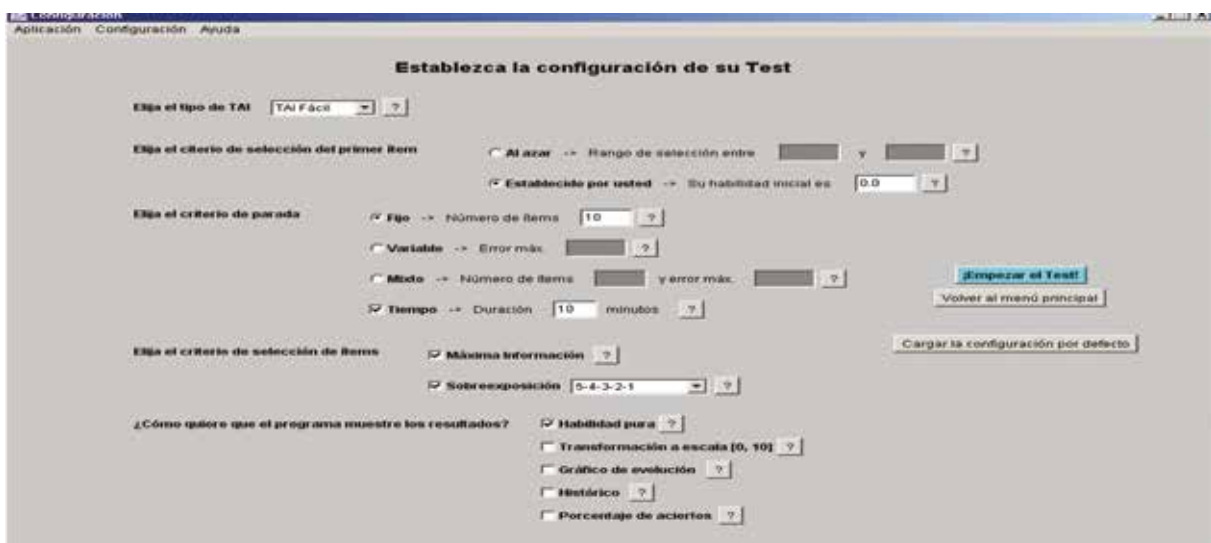 Configuración
Aplicación Configuración Ayuda
Establezca la configuración de su Test
Elija el tipo de TAI TAI Fácil ?
Elija el citerio de selección del primer ítem Al azar -> Rango de selección entre y ?
Establecido por usted -> Su habilidad inicial es 0.0 ?
Elija el criterio de parada Fijo -> Número de ítems 10 ?
Variable -> Error máx. ?
Mixto -> Número de ítems y error máx. ?
¡Empezar el Test!
Volver al menú principal
Tiempo -> Duración 10 minutos ?
Elija el criterio de selección de ítems Máxima Información ?
Cargar la configuración por defecto
Sobreexposición 5-4-3-2-1 ?
¿Cómo quiere que el programa muestre los resultados? Habilidad pura ?
Transformación a escala [0, 10] ?
Gráfico de evolución ?
Histórico ?
Porcentaje de aciertos ?